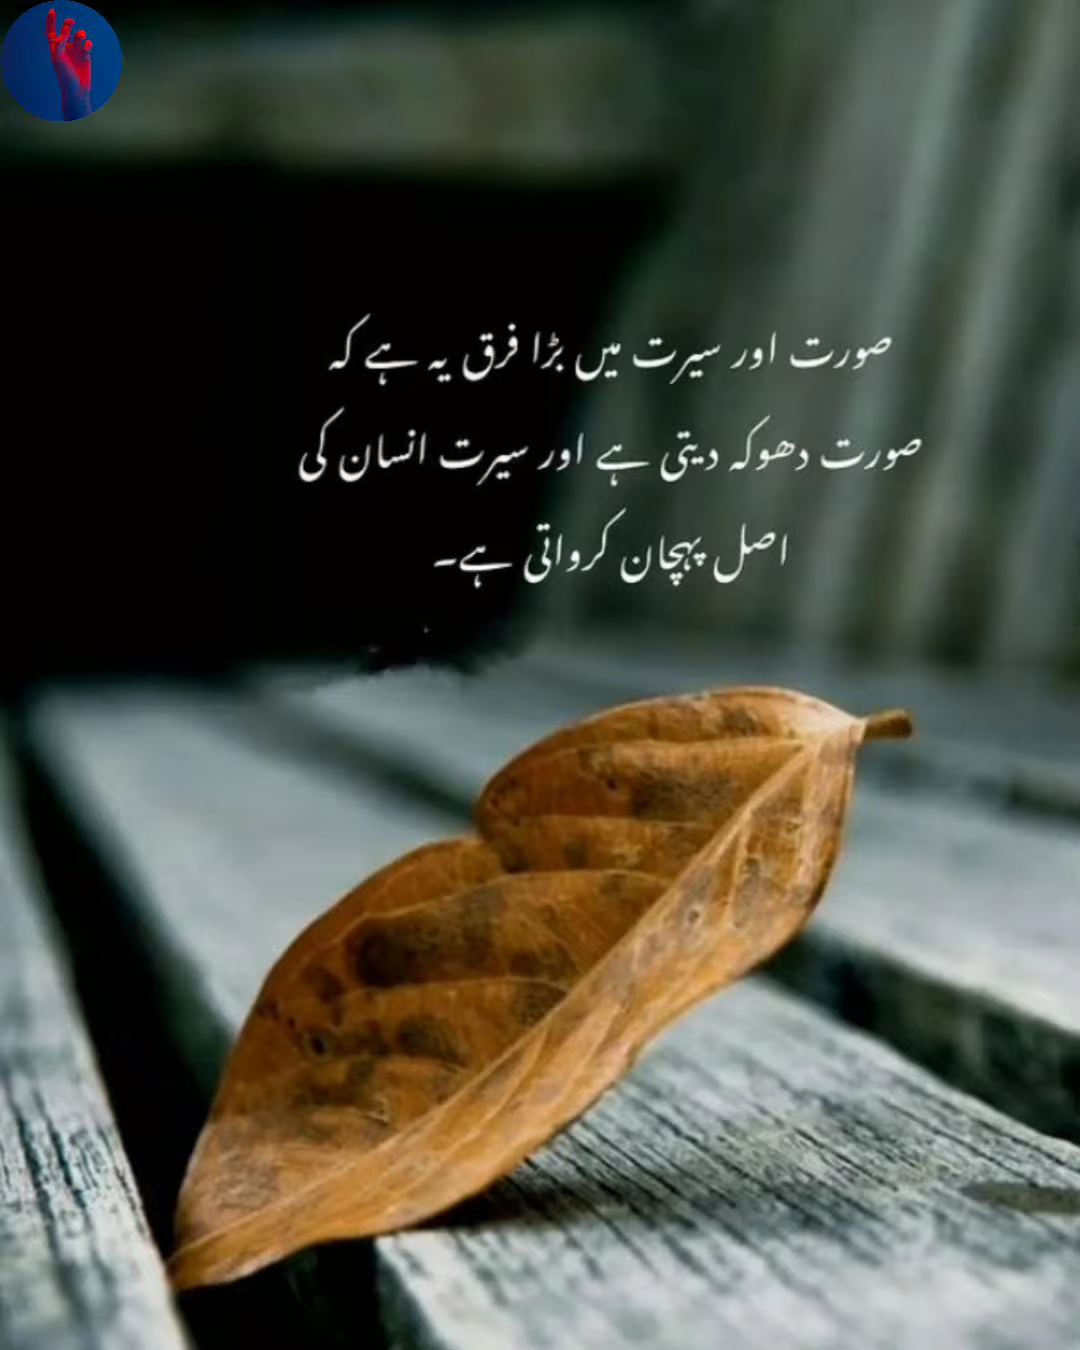 صورت اور سیرت میں بڑا فرق یہ ہے کہ
صورت دھوکہ دیتی ہے اور سیرت انسان کی
اصل پہچان کرواتی ہے۔